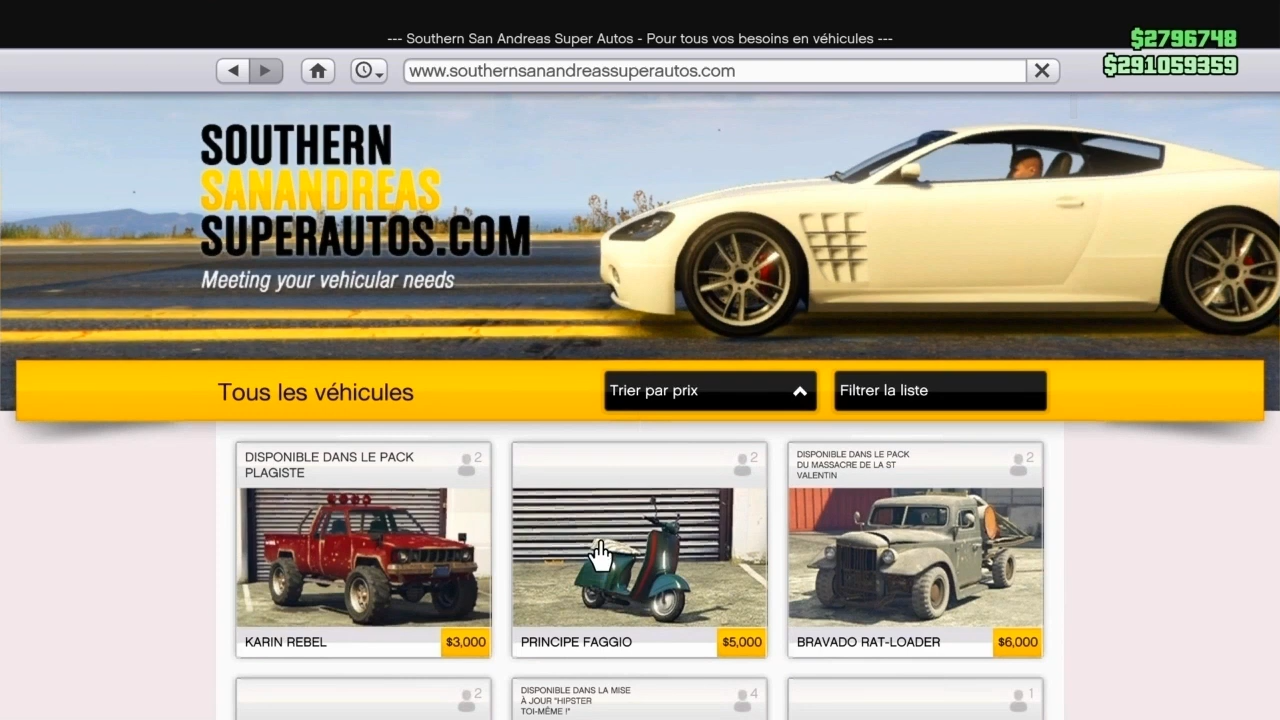 --- Southern San Andreas Super Autos - Pour tous vos besoins en véhicules ---
$2796748
$291059359
www.southernsanandreassuperautos.com
SOUTHERN
SANANDREAS
SUPERAUTOS.COM
Meeting your vehicular needs
Tous les véhicules
Trier par prix
Filtrer la liste
DISPONIBLE DANS LE PACK
PLAGISTE
2
KARIN REBEL
$3,000
2
PRINCIPE FAGGIO
$5,000
DISPONIBLE DANS LE PACK
DU MASSACRE DE LA ST
VALENTIN
2
BRAVADO RAT-LOADER
$6,000
2
DISPONIBLE DANS LA MISE
À JOUR "HIPSTER
TOI-MÊME !"
4
1